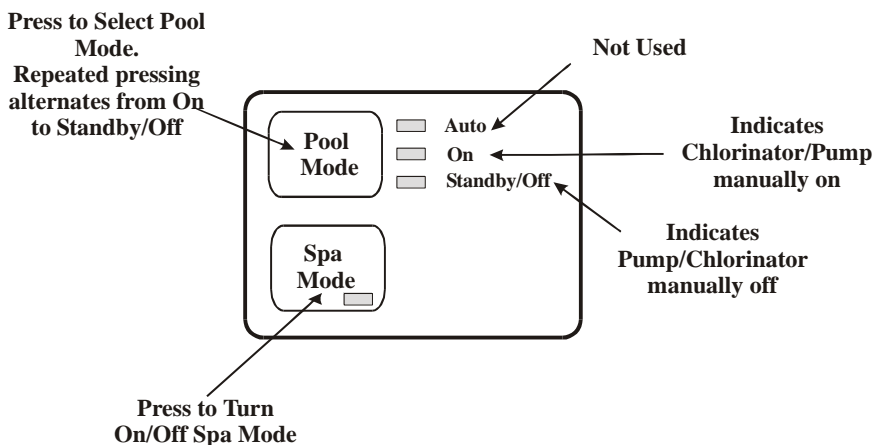 Press to Select Pool
Mode.
Repeated pressing
alternates from On
to Standby/Off
Not Used
Pool
Mode
Auto
On
Standby/Off
Indicates
Chlorinator/Pump
manually on
Indicates
Pump/Chlorinator
manually off
Spa
Mode
Press to Turn
On/Off Spa Mode